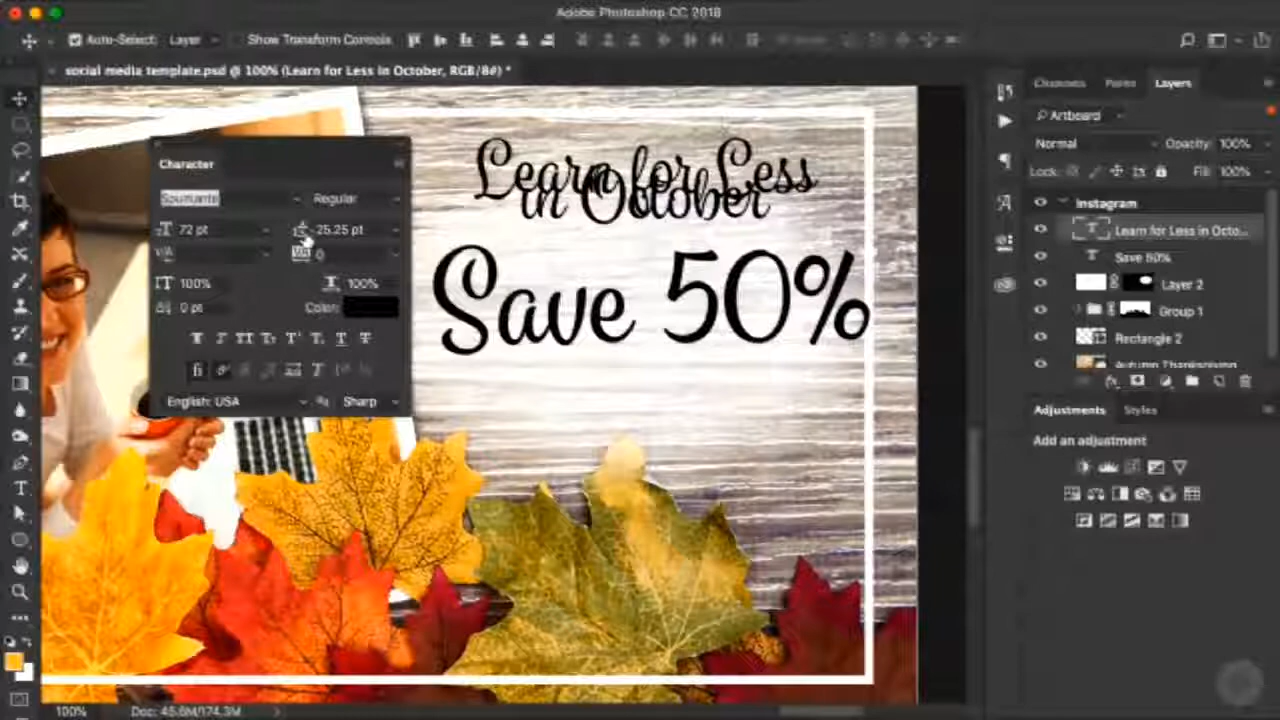 Adobe Photoshop CC 2018
Auto-Select: Layer Show Transform Controls
social media template.psd @ 100% (Learn for Less in October, RGB/8#) *
Channels Paths Layers
Artboard
Normal Opacity: 100%
Lock: Fill: 100%
Instagram
Learn for Less in Octo...
Save 50%
Layer 2
Group 1
Rectangle 2
Autumn Thanksgiving
Adjustments Styles
Add an adjustment
Character
Regular
72 pt 25.25 pt
0
100% 100%
0 pt Color:
English: USA Sharp
Learn for Less
in October
Save 50%
100% Doc: 45.6M/174.3M